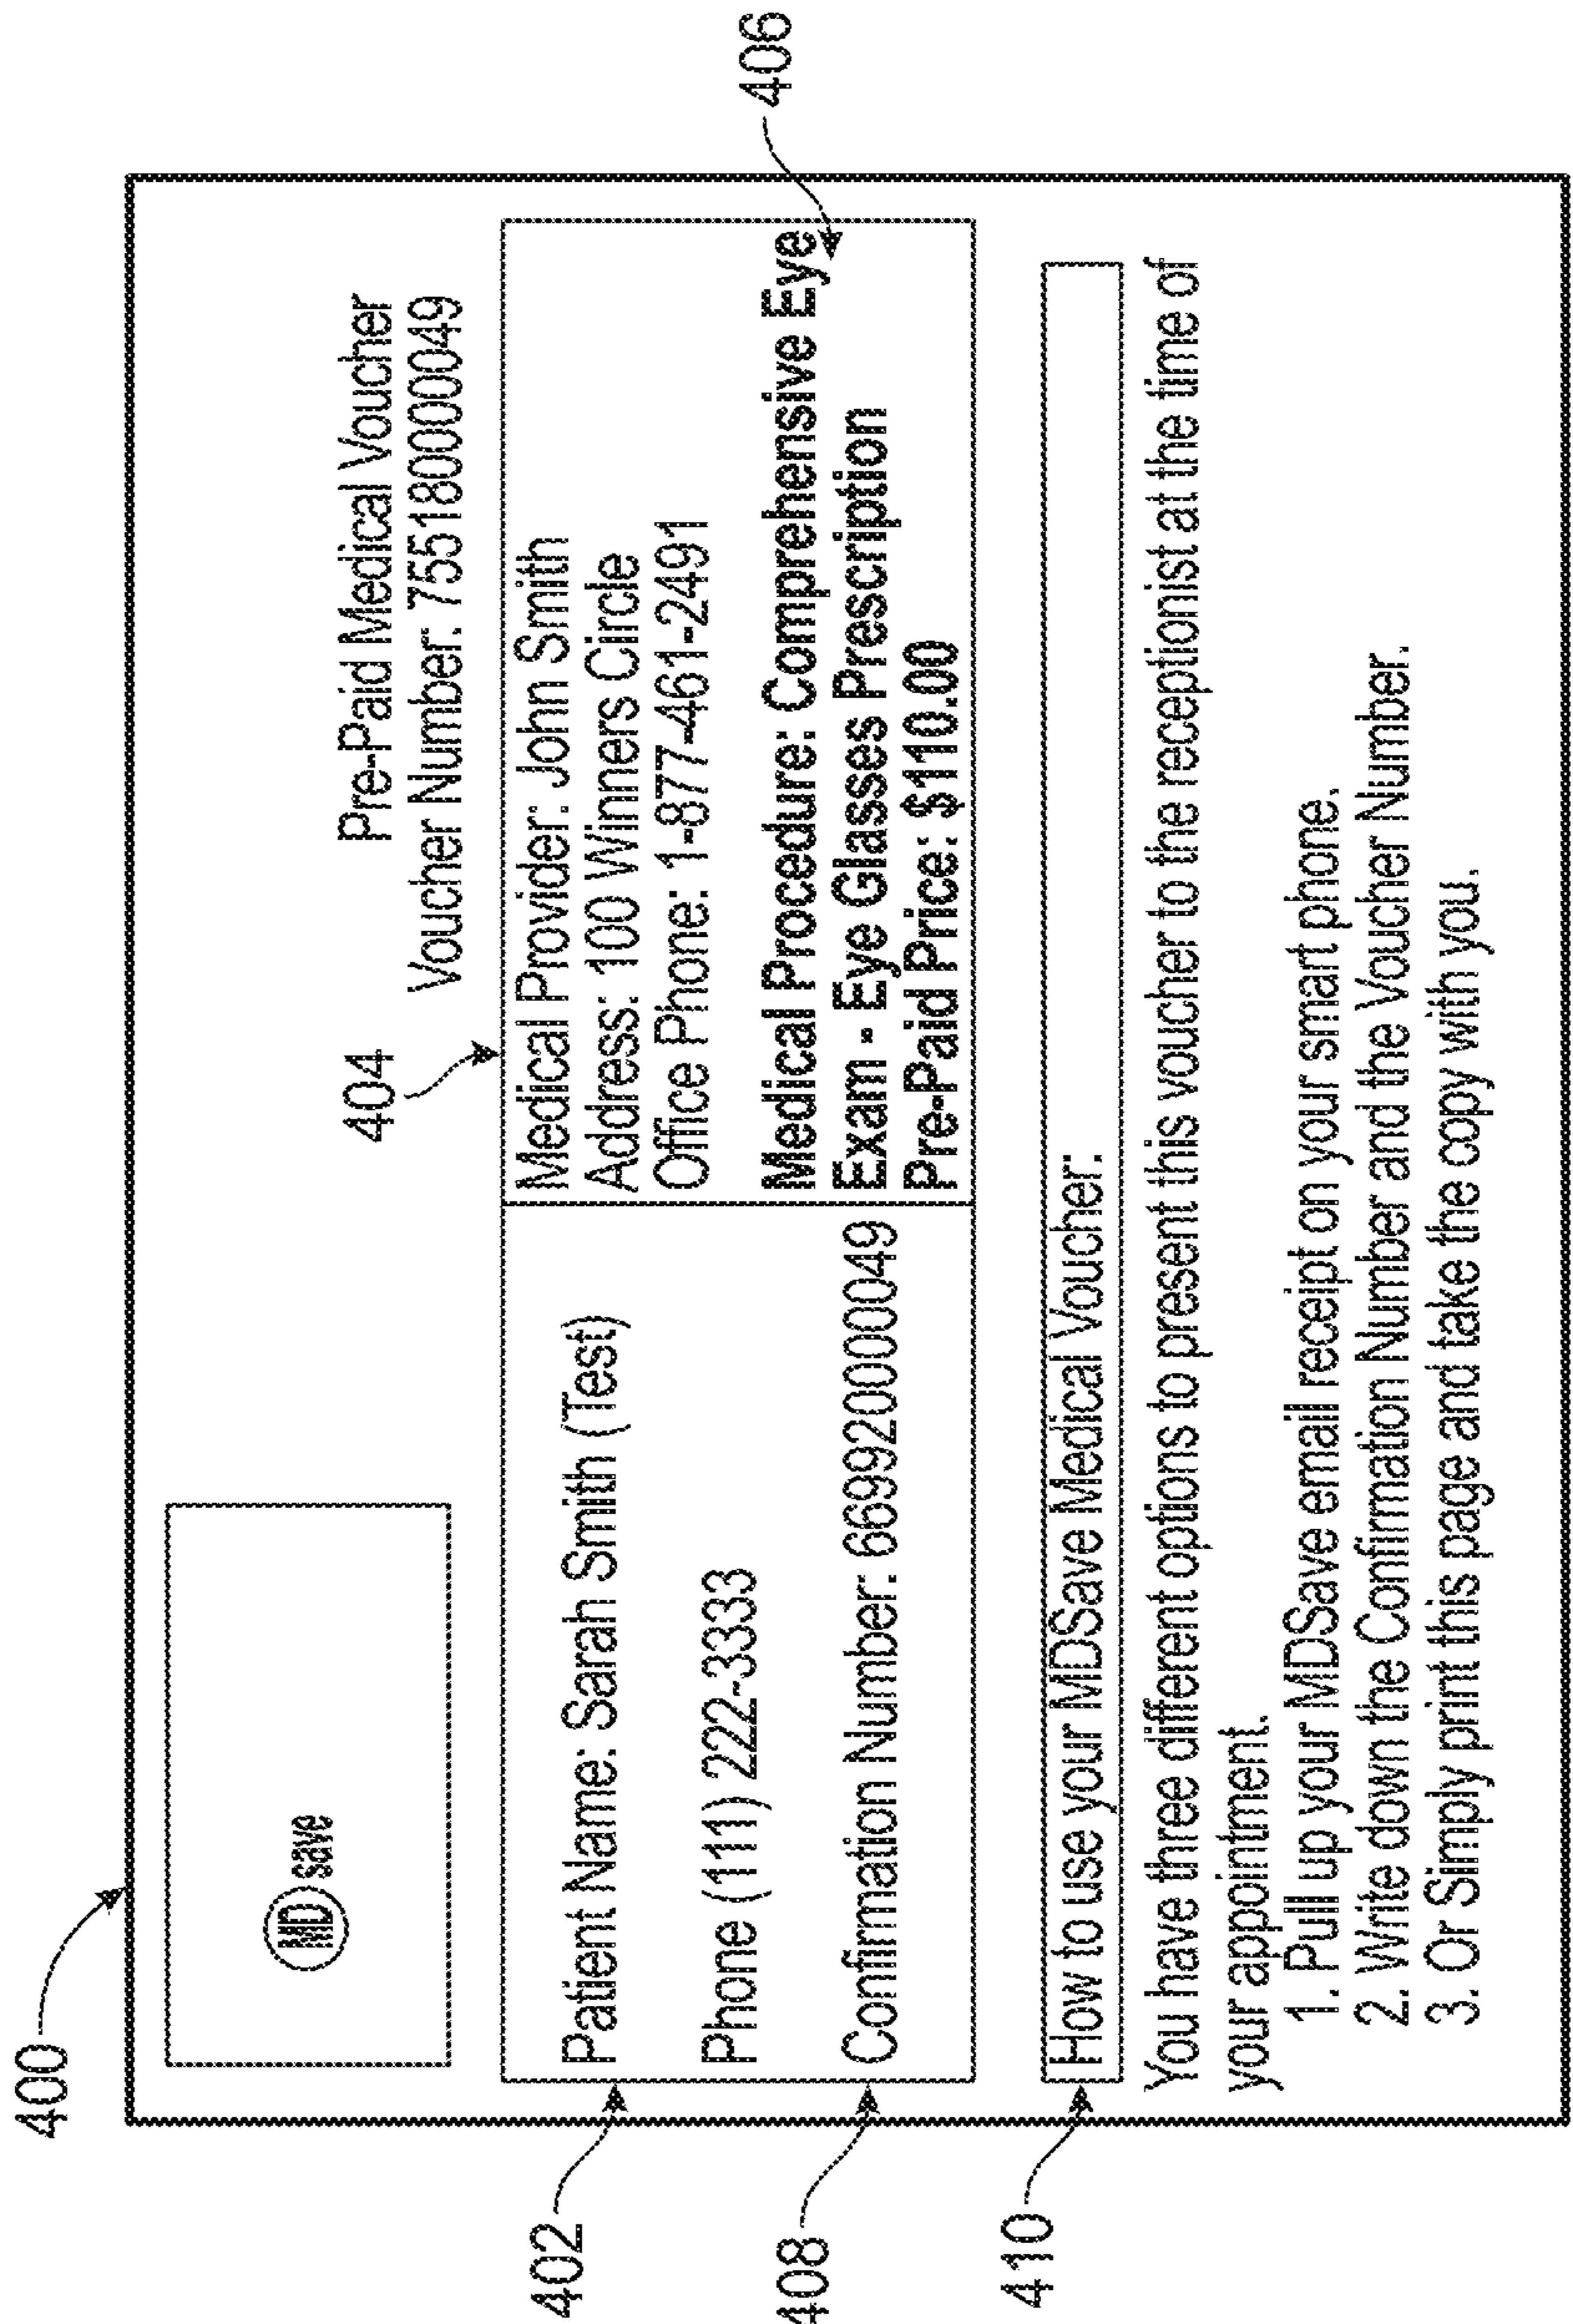 400
MD save
Pre-Paid Medical Voucher
Voucher Number: 75518000049
404
402
Patient Name: Sarah Smith (Test)
Phone (111) 222-3333
408
Confirmation Number: 66992000049
Medical Provider: John Smith
Address: 100 Winners Circle
Office Phone: 1-877-461-2491
Medical Procedure: Comprehensive Eye
Exam - Eye Glasses Prescription
Pre-Paid Price: $110.00
406
410
How to use your MDSave Medical Voucher:
You have three different options to present this voucher to the receptionist at the time of
your appointment.
1. Pull up your MDSave email receipt on your smart phone.
2. Write down the Confirmation Number and the Voucher Number.
3. Or Simply print this page and take the copy with you.